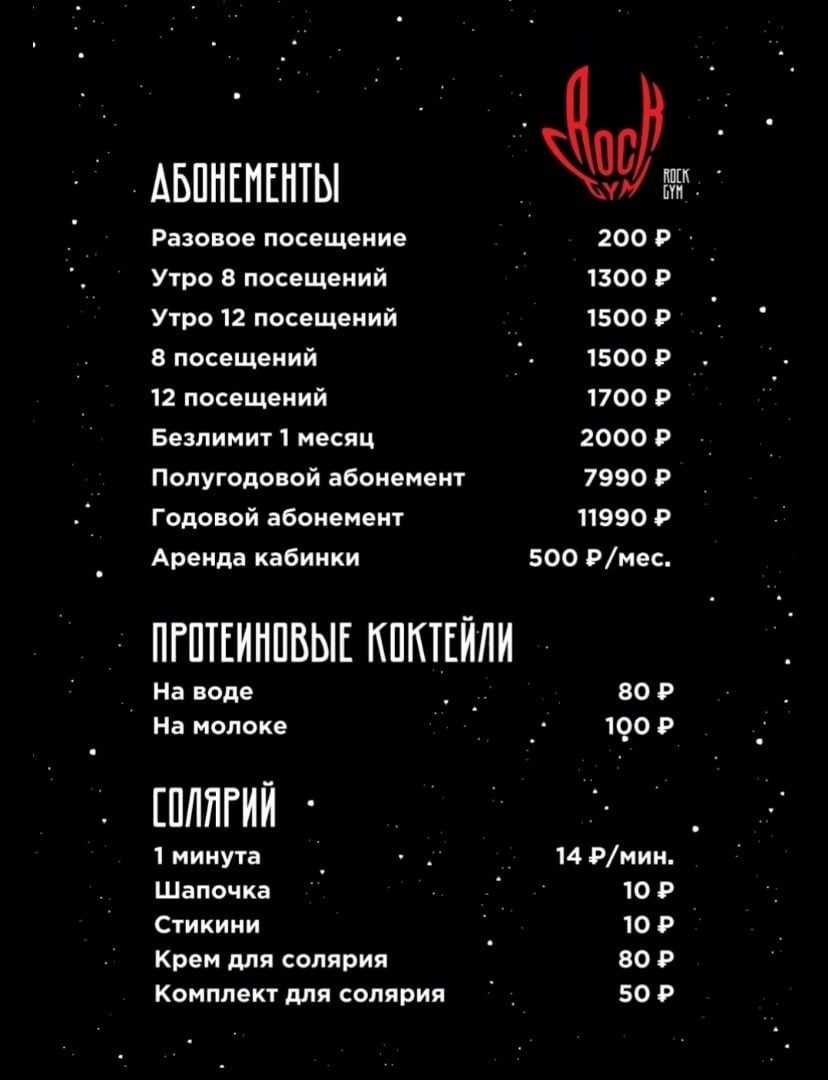 ROCK
GYM
ROCK
GYM
АБОНЕМЕНТЫ
Разовое посещение 200 ₽
Утро 8 посещений 1300 ₽
Утро 12 посещений 1500 ₽
8 посещений 1500 ₽
12 посещений 1700 ₽
Безлимит 1 месяц 2000 ₽
Полугодовой абонемент 7990 ₽
Годовой абонемент 11990 ₽
Аренда кабинки 500 ₽/мес.
ПРОТЕИНОВЫЕ КОКТЕЙЛИ
На воде 80 ₽
На молоке 100 ₽
СОЛЯРИЙ
1 минута 14 ₽/мин.
Шапочка 10 ₽
Стикини 10 ₽
Крем для солярия 80 ₽
Комплект для солярия 50 ₽